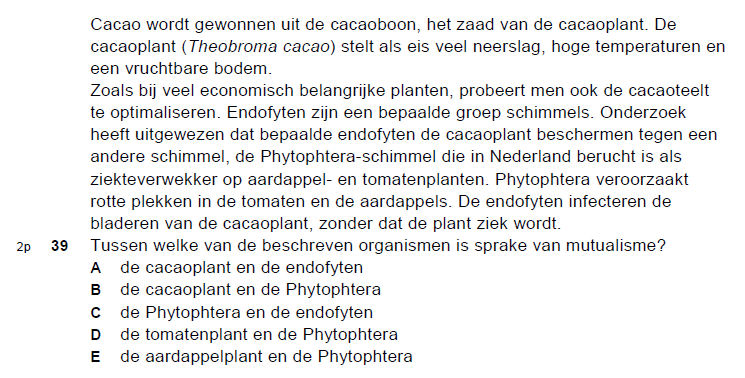 Cacao wordt gewonnen uit de cacaoboon, het zaad van de cacaoplant. De
cacaoplant (Theobroma cacao) stelt als eis veel neerslag, hoge temperaturen en
een vruchtbare bodem.
Zoals bij veel economisch belangrijke planten, probeert men ook de cacaoteelt
te optimaliseren. Endofyten zijn een bepaalde groep schimmels. Onderzoek
heeft uitgewezen dat bepaalde endofyten de cacaoplant beschermen tegen een
andere schimmel, de Phytophtera-schimmel die in Nederland berucht is als
ziekteverwekker op aardappel- en tomatenplanten. Phytophtera veroorzaakt
rotte plekken in de tomaten en de aardappels. De endofyten infecteren de
bladeren van de cacaoplant, zonder dat de plant ziek wordt.
2p 39 Tussen welke van de beschreven organismen is sprake van mutualisme?
A de cacaoplant en de endofyten
B de cacaoplant en de Phytophtera
C de Phytophtera en de endofyten
D de tomatenplant en de Phytophtera
E de aardappelplant en de Phytophtera